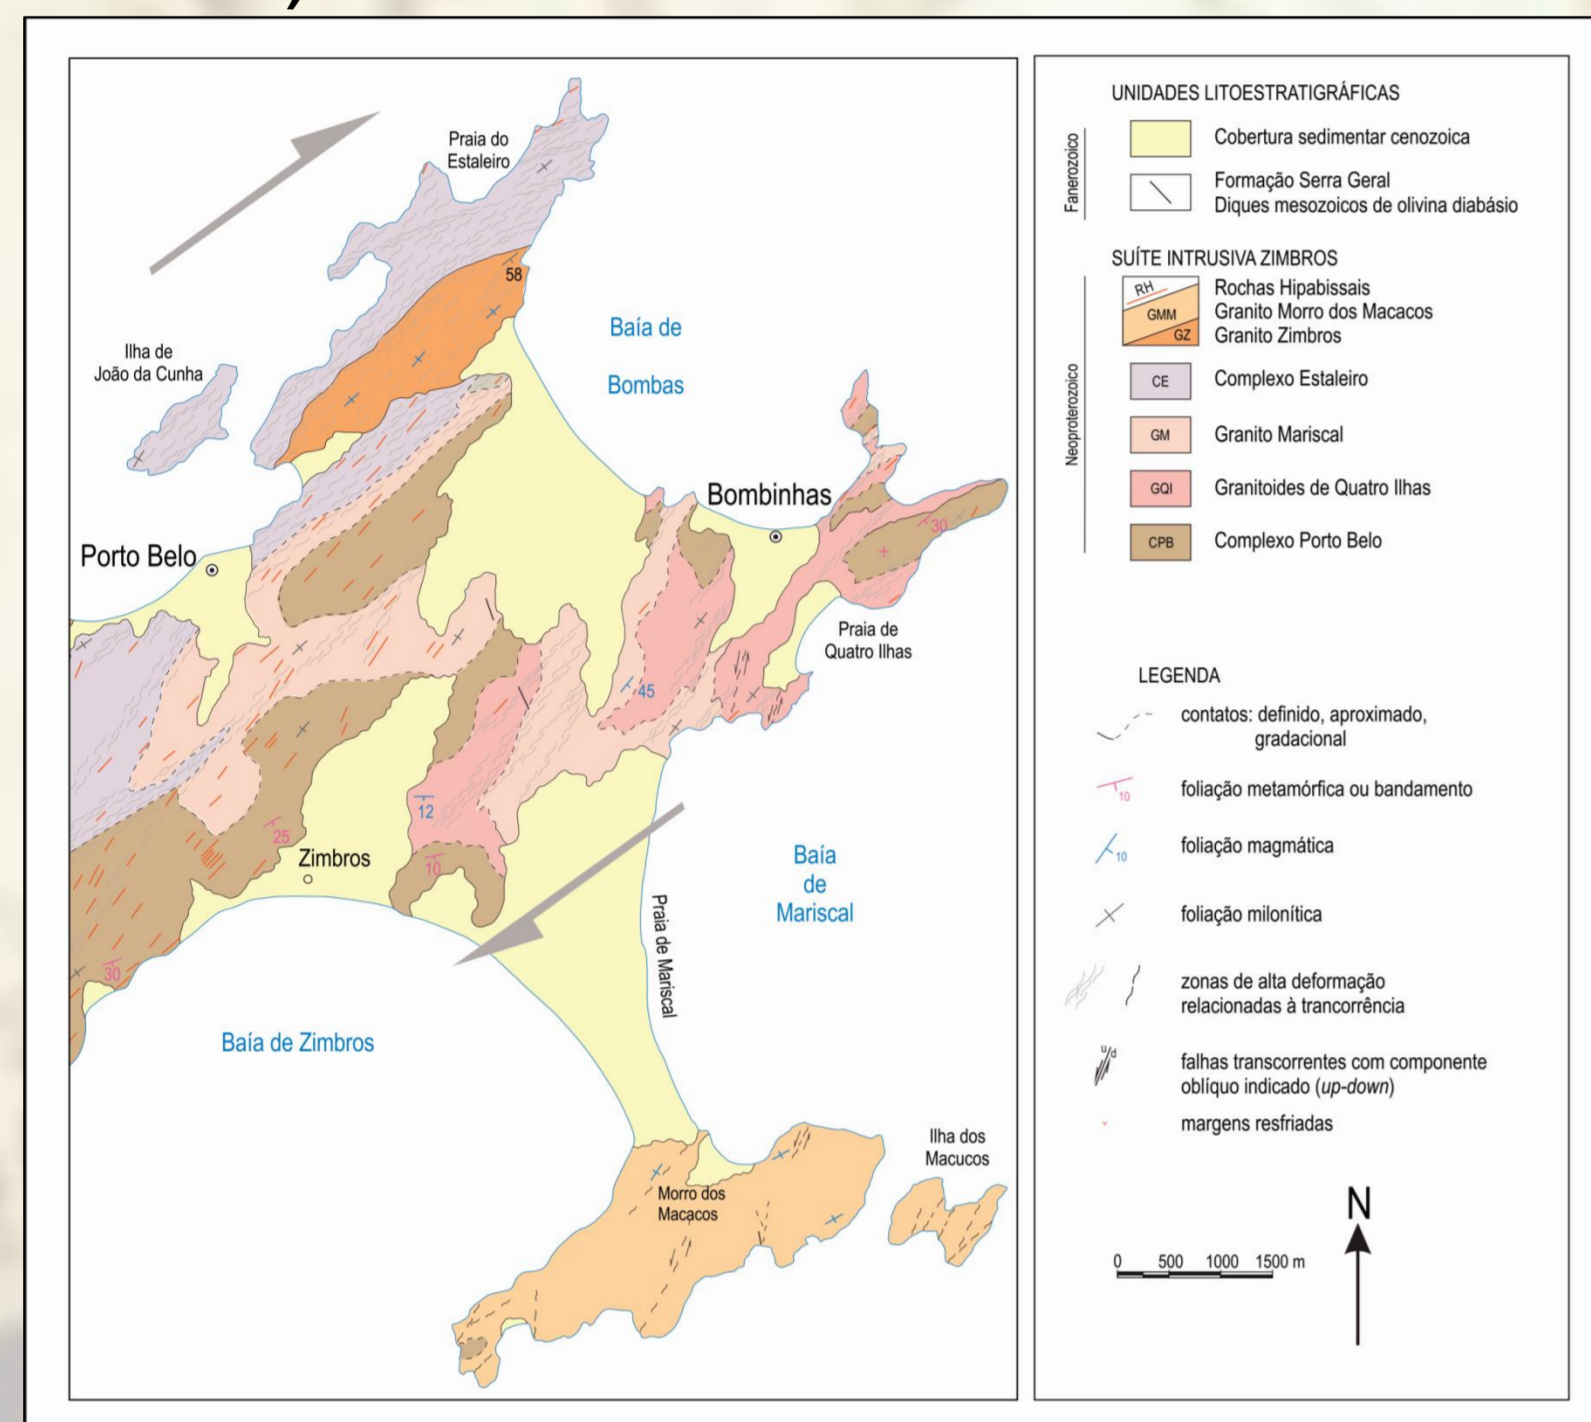 Praia do
Estaleiro
58
Baía de
Bombas
Ilha de
João da Cunha
Bombinhas
30
Porto Belo
Praia de
Quatro Ilhas
45
12
25
Zimbros
10
Baía
de
Mariscal
Praia de Mariscal
30
Baía de Zimbros
Ilha dos
Macucos
Morro dos
Macacos
UNIDADES LITOESTRATIGRÁFICAS
Fanerozoico
Cobertura sedimentar cenozoica
Formação Serra Geral
Diques mesozoicos de olivina diabásio
SUÍTE INTRUSIVA ZIMBROS
Neoproterozoico
RH Rochas Hipabissais
GMM Granito Morro dos Macacos
GZ Granito Zimbros
CE Complexo Estaleiro
GM Granito Mariscal
GQI Granitoides de Quatro Ilhas
CPB Complexo Porto Belo
LEGENDA
contatos: definido, aproximado,
gradacional
10 foliação metamórfica ou bandamento
10 foliação magmática
foliação milonítica
zonas de alta deformação
relacionadas à trancorrência
u/d falhas transcorrentes com componente
oblíquo indicado (up-down)
margens resfriadas
N
0 500 1000 1500 m